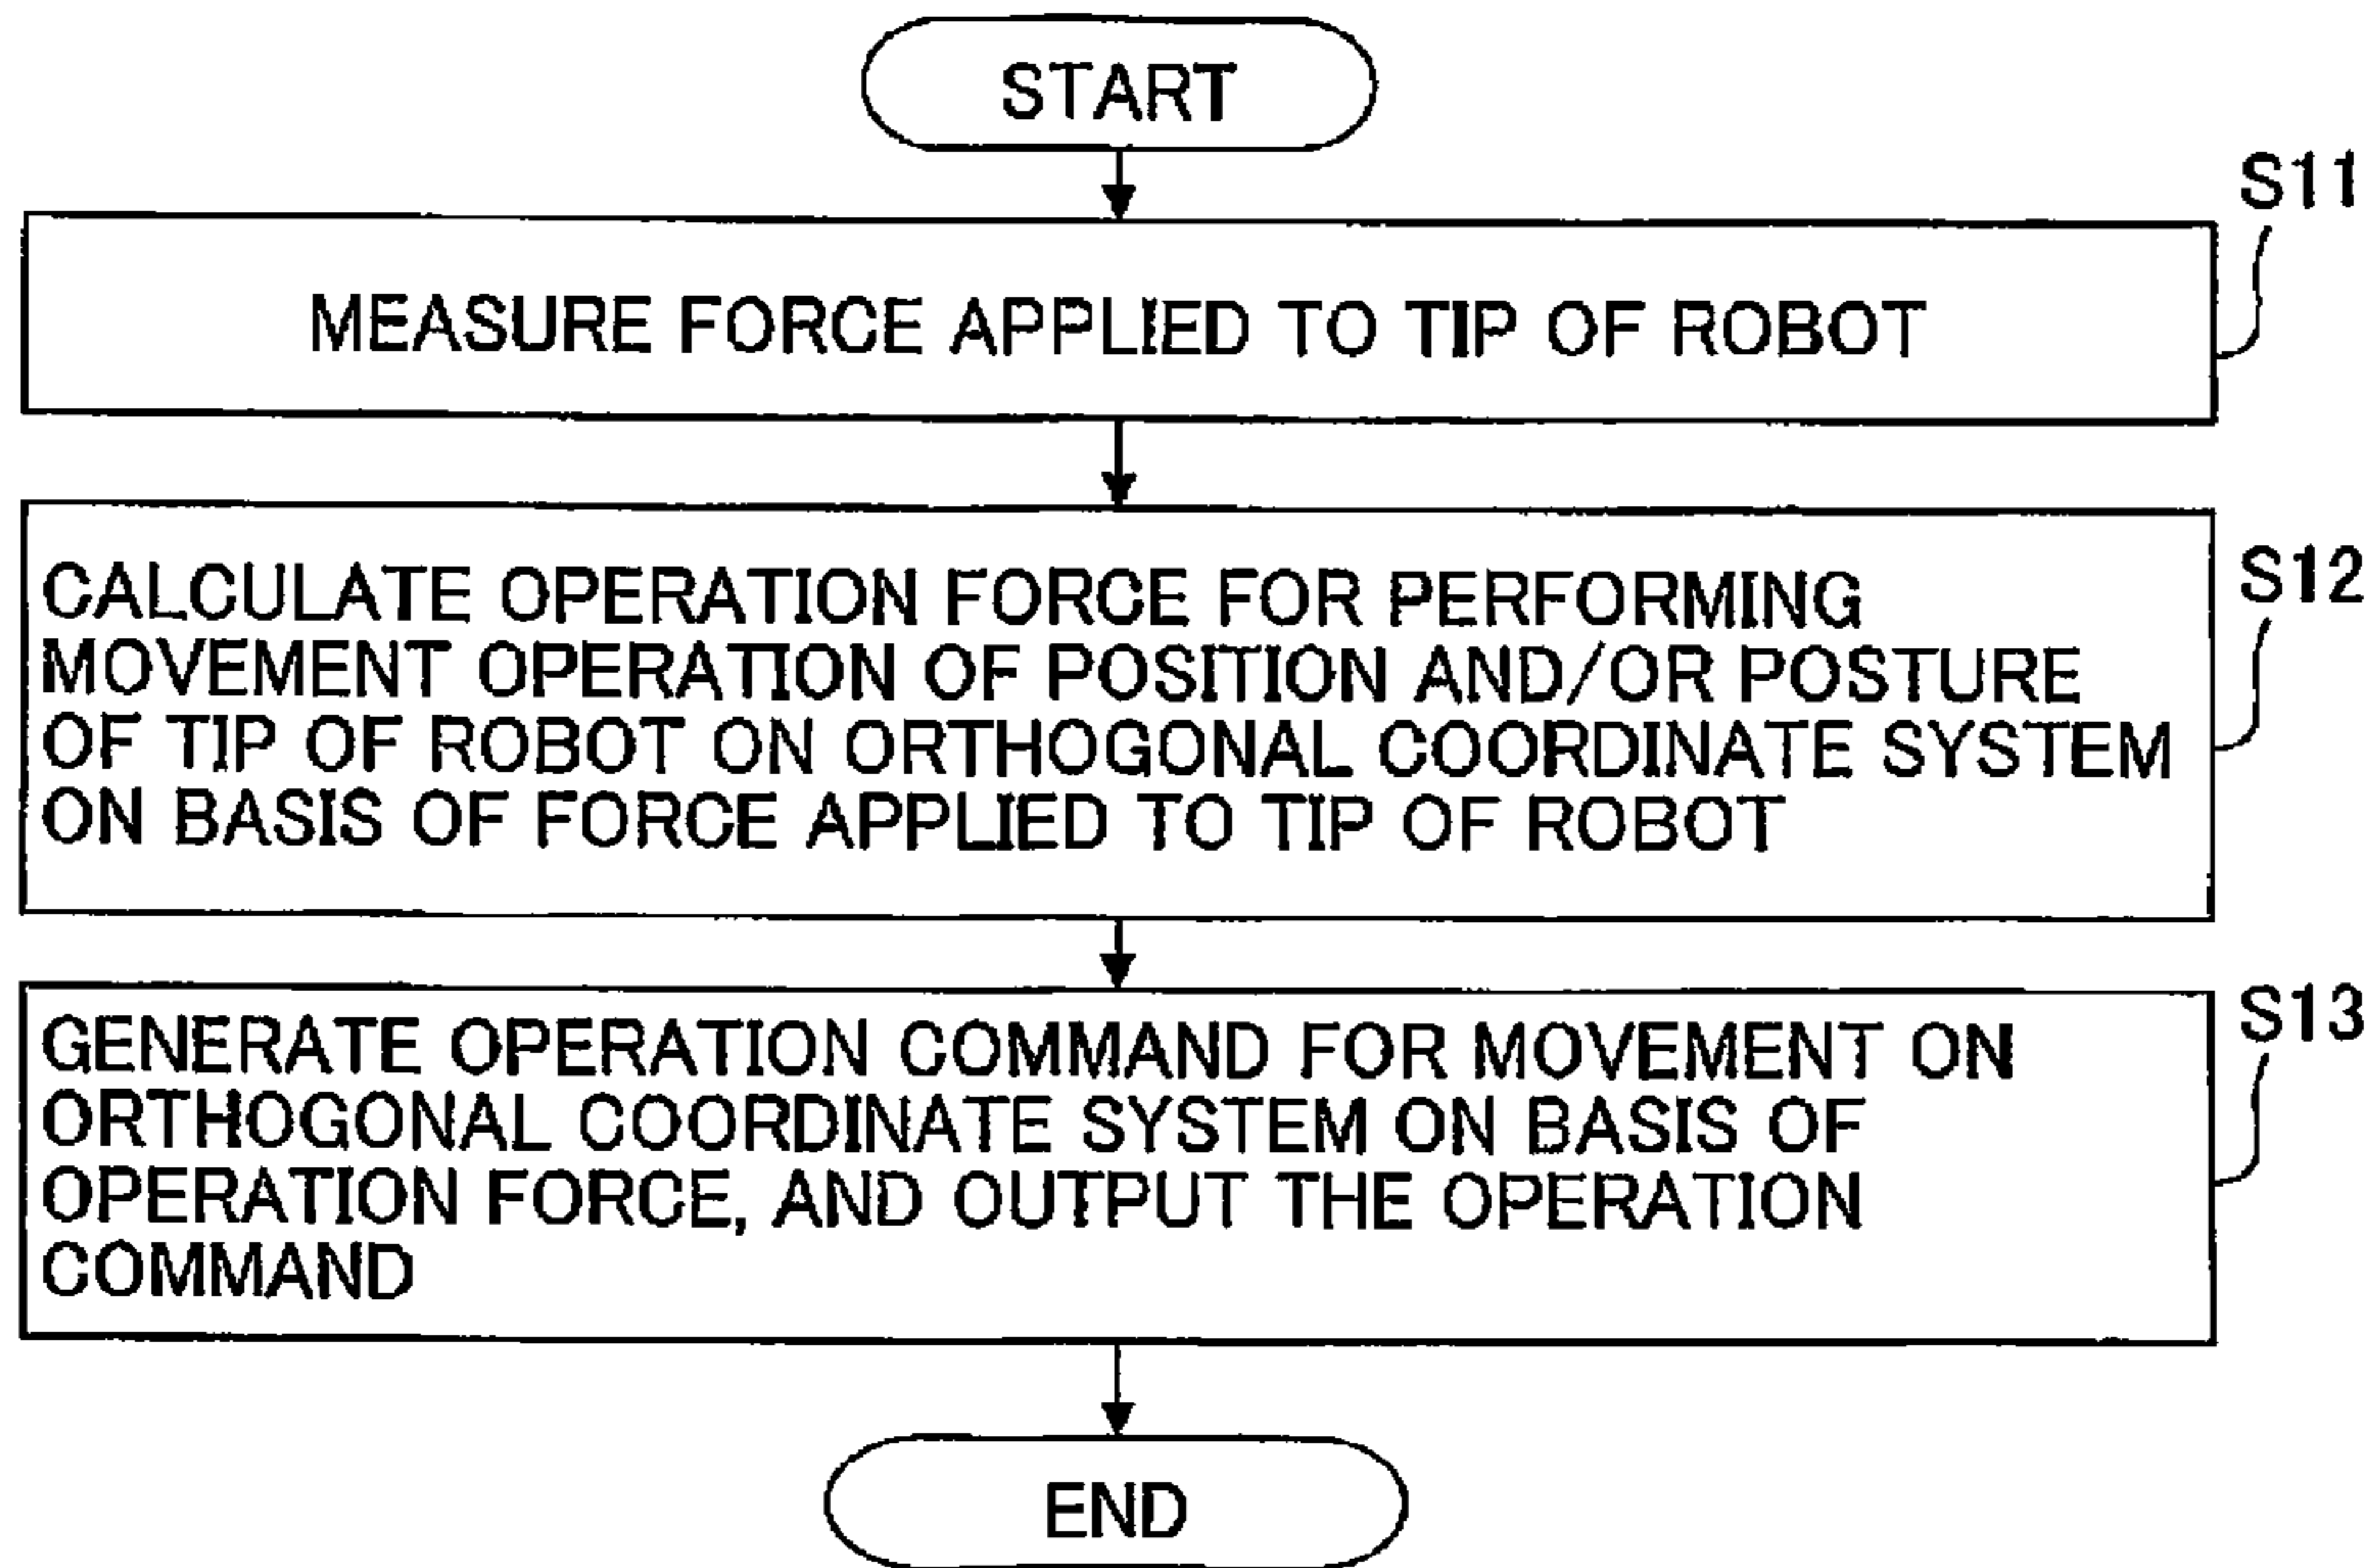 START
S11
MEASURE FORCE APPLIED TO TIP OF ROBOT
S12
CALCULATE OPERATION FORCE FOR PERFORMING
MOVEMENT OPERATION OF POSITION AND/OR POSTURE
OF TIP OF ROBOT ON ORTHOGONAL COORDINATE SYSTEM
ON BASIS OF FORCE APPLIED TO TIP OF ROBOT
S13
GENERATE OPERATION COMMAND FOR MOVEMENT ON
ORTHOGONAL COORDINATE SYSTEM ON BASIS OF
OPERATION FORCE, AND OUTPUT THE OPERATION
COMMAND
END